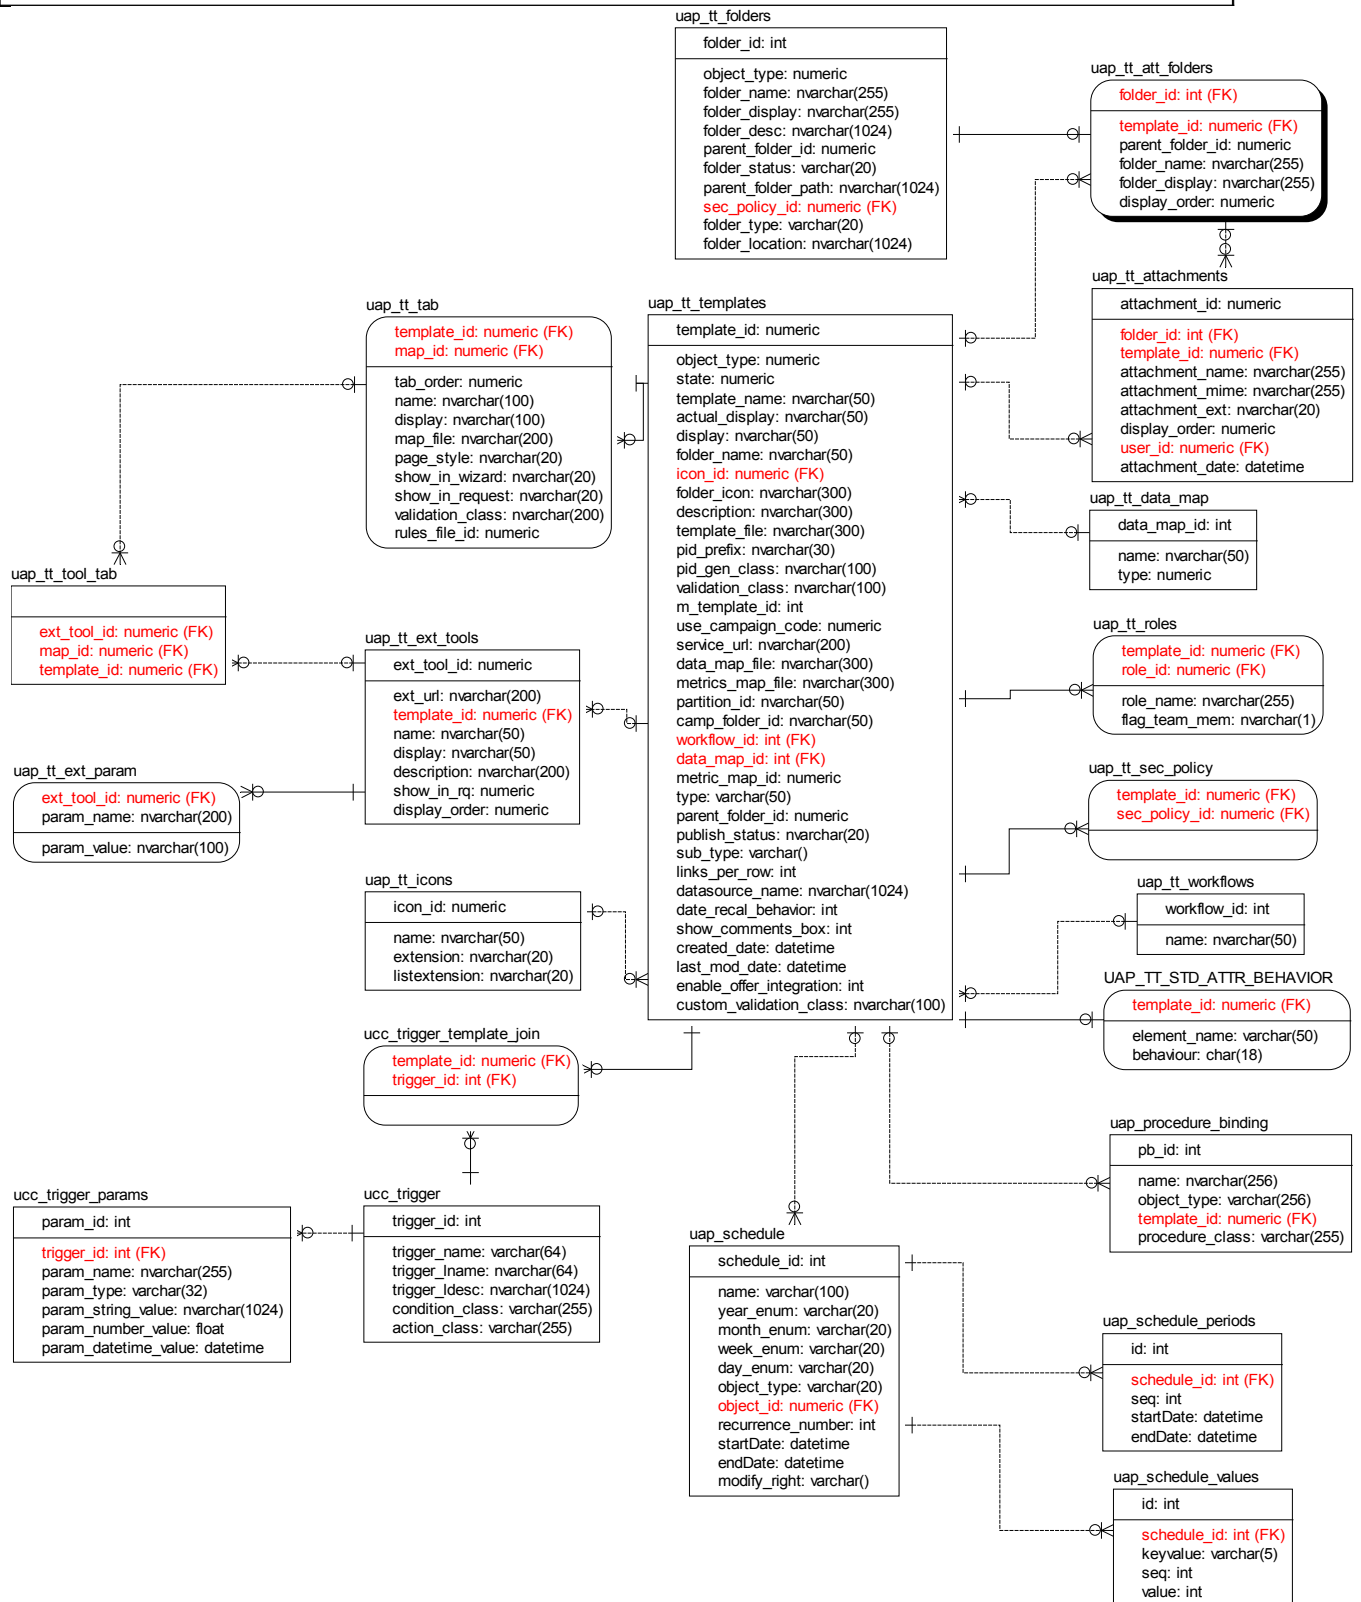 uap_tt_folders
folder_id: int
object_type: numeric
folder_name: nvarchar(255)
folder_display: nvarchar(255)
folder_desc: nvarchar(1024)
parent_folder_id: numeric
folder_status: varchar(20)
parent_folder_path: nvarchar(1024)
sec_policy_id: numeric (FK)
folder_type: varchar(20)
folder_location: nvarchar(1024)
uap_tt_att_folders
folder_id: int (FK)
template_id: numeric (FK)
parent_folder_id: numeric
folder_name: nvarchar(255)
folder_display: nvarchar(255)
display_order: numeric
uap_tt_attachments
attachment_id: numeric
folder_id: int (FK)
template_id: numeric (FK)
attachment_name: nvarchar(255)
attachment_mime: nvarchar(255)
attachment_ext: nvarchar(20)
display_order: numeric
user_id: numeric (FK)
attachment_date: datetime
uap_tt_tab
template_id: numeric (FK)
map_id: numeric (FK)
tab_order: numeric
name: nvarchar(100)
display: nvarchar(100)
map_file: nvarchar(200)
page_style: nvarchar(20)
show_in_wizard: nvarchar(20)
show_in_request: nvarchar(20)
validation_class: nvarchar(200)
rules_file_id: numeric
uap_tt_templates
template_id: numeric
object_type: numeric
state: numeric
template_name: nvarchar(50)
actual_display: nvarchar(50)
display: nvarchar(50)
folder_name: nvarchar(50)
icon_id: numeric (FK)
folder_icon: nvarchar(300)
description: nvarchar(300)
template_file: nvarchar(300)
pid_prefix: nvarchar(30)
pid_gen_class: nvarchar(100)
validation_class: nvarchar(100)
m_template_id: int
use_campaign_code: numeric
service_url: nvarchar(200)
data_map_file: nvarchar(300)
metrics_map_file: nvarchar(300)
partition_id: nvarchar(50)
camp_folder_id: nvarchar(50)
workflow_id: int (FK)
data_map_id: int (FK)
metric_map_id: numeric
type: varchar(50)
parent_folder_id: numeric
publish_status: nvarchar(20)
sub_type: varchar()
links_per_row: int
datasource_name: nvarchar(1024)
date_recal_behavior: int
show_comments_box: int
created_date: datetime
last_mod_date: datetime
enable_offer_integration: int
custom_validation_class: nvarchar(100)
uap_tt_data_map
data_map_id: int
name: nvarchar(50)
type: numeric
uap_tt_tool_tab
ext_tool_id: numeric (FK)
map_id: numeric (FK)
template_id: numeric (FK)
uap_tt_ext_tools
ext_tool_id: numeric
ext_url: nvarchar(200)
template_id: numeric (FK)
name: nvarchar(50)
display: nvarchar(50)
description: nvarchar(200)
show_in_rq: numeric
display_order: numeric
uap_tt_roles
template_id: numeric (FK)
role_id: numeric (FK)
role_name: nvarchar(255)
flag_team_mem: nvarchar(1)
uap_tt_ext_param
ext_tool_id: numeric (FK)
param_name: nvarchar(200)
param_value: nvarchar(100)
uap_tt_sec_policy
template_id: numeric (FK)
sec_policy_id: numeric (FK)
uap_tt_icons
icon_id: numeric
name: nvarchar(50)
extension: nvarchar(20)
listextension: nvarchar(20)
uap_tt_workflows
workflow_id: int
name: nvarchar(50)
UAP_TT_STD_ATTR_BEHAVIOR
template_id: numeric (FK)
element_name: varchar(50)
behaviour: char(18)
ucc_trigger_template_join
template_id: numeric (FK)
trigger_id: int (FK)
uap_procedure_binding
pb_id: int
name: nvarchar(256)
object_type: varchar(256)
template_id: numeric (FK)
procedure_class: varchar(255)
ucc_trigger_params
param_id: int
trigger_id: int (FK)
param_name: nvarchar(255)
param_type: varchar(32)
param_string_value: nvarchar(1024)
param_number_value: float
param_datetime_value: datetime
ucc_trigger
trigger_id: int
trigger_name: varchar(64)
trigger_lname: nvarchar(64)
trigger_ldesc: nvarchar(1024)
condition_class: varchar(255)
action_class: varchar(255)
uap_schedule
schedule_id: int
name: varchar(100)
year_enum: varchar(20)
month_enum: varchar(20)
week_enum: varchar(20)
day_enum: varchar(20)
object_type: varchar(20)
object_id: numeric (FK)
recurrence_number: int
startDate: datetime
endDate: datetime
modify_right: varchar()
uap_schedule_periods
id: int
schedule_id: int (FK)
seq: int
startDate: datetime
endDate: datetime
uap_schedule_values
id: int
schedule_id: int (FK)
keyvalue: varchar(5)
seq: int
value: int